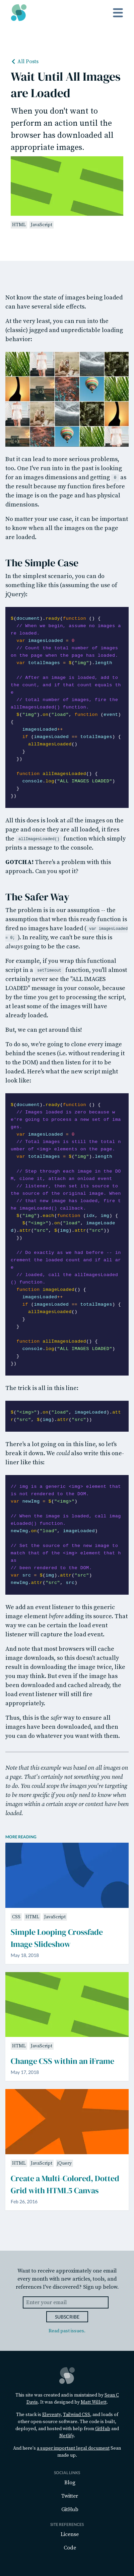 All Posts
Wait Until All Images
are Loaded
When you don't want to
perform an action until the
browser has downloaded all
appropriate images.
HTML JavaScript
Not know the state of images being loaded
can have several side effects.
At the very least, you can run into the
(classic) jagged and unpredictable loading
behavior:
But it can lead to more serious problems,
too. One I've run into in the past is looking
to get an images dimensions and getting 0 as
the result because my function fires before
the image is on the page and has a physical
dimensions.
No matter your use case, it can be important
to know when all the images on the page
are loaded.
The Simple Case
In the simplest scenario, you can do
something like this (assuming the use of
jQuery):
$(document).ready(function () {
// When we begin, assume no images a
re loaded.
var imagesLoaded = 0
// Count the total number of images
on the page when the page has loaded.
var totalImages = $("img").length
// After an image is loaded, add to
the count, and if that count equals th
e
// total number of images, fire the
allImagesLoaded() function.
$("img").on("load", function (event)
{
imagesLoaded++
if (imagesLoaded == totalImages) {
allImagesLoaded()
}
})
function allImagesLoaded() {
console.log("ALL IMAGES LOADED")
}
})
All this does is look at all the images on the
page and counts they are loaded, it fires
the allImagesLoaded() function which simply
prints a message to the console.
GOTCHA! There's a problem with this
approach. Can you spot it?
The Safer Way
The problem is in our assumption -- the
assumption that when this ready function is
fired no images have loaded ( var imagesLoaded
= 0; ). In reality, we can't be sure this is
always going to be the case.
For example, if you wrap this functional
script in a setTimeout function, you'll almost
certainly never see the "ALL IMAGES
LOADED" message in your console because
by the time you get to running the script,
at least one of the images will have
already loaded.
So, we can get around this!
Instead, we're going to create a new image
behind the scenes (i.e. without rendering it
to the DOM) and then listen for that image
to load. Here's what the new script might
look like:
$(document).ready(function () {
// Images loaded is zero because w
e're going to process a new set of ima
ges.
var imagesLoaded = 0
// Total images is still the total n
umber of <img> elements on the page.
var totalImages = $("img").length
// Step through each image in the DO
M, clone it, attach an onload event
// listener, then set its source to
the source of the original image. When
// that new image has loaded, fire t
he imageLoaded() callback.
$("img").each(function (idx, img) {
$("<img>").on("load", imageLoade
d).attr("src", $(img).attr("src"))
})
// Do exactly as we had before -- in
crement the loaded count and if all ar
e
// loaded, call the allImagesLoaded
() function.
function imageLoaded() {
imagesLoaded++
if (imagesLoaded == totalImages) {
allImagesLoaded()
}
}
function allImagesLoaded() {
console.log("ALL IMAGES LOADED")
}
})
The trick is all in this line:
$("<img>").on("load", imageLoaded).att
r("src", $(img).attr("src"))
There's a lot going on in this line, so let's
break it down. We could also write this one-
line this:
// img is a generic <img> element that
is not rendered to the DOM.
var newImg = $("<img>")
// When the image is loaded, call imag
eLoaded() function.
newImg.on("load", imageLoaded)
// Set the source of the new image to
match that of the <img> element that h
as
// been rendered to the DOM.
var src = $(img).attr("src")
newImg.attr("src", src)
We add an event listener to this generic
<img> element before adding its source. That
way we can be certain the load event
listener will capture the load event.
And note that most browsers will cache
image downloads, so this doesn't actually
result in downloading the image twice, like
you may think. But even if the image has
been downloaded and loaded already, the
load event listener will still fire
appropriately.
Thus, this is the safer way to ensure all
images have been downloaded, and then
you can do whatever you want with them.
Note that this example was based on all images on
a page. That's certainly not something you need
to do. You could wrap the images you're interested
to be more specific if you only need to know when
images within a certain area of the page have been
loaded.
MORE READING
CSS HTML JavaScript
Simple Looping Crossfade
Image Slideshow
May 18, 2018
HTML JavaScript
Change CSS within an iFrame
May 17, 2018
HTML JavaScript jQuery
Create a Multi-Colored, Dotted
Grid with HTML5 Canvas
Feb 26, 2016
Want to receive approximately one email
every month with new articles, ideas, and
references I've discovered? Sign up below.
Enter your email
SUBSCRIBE
Read past issues.
This site was created and is maintained by Sean C
Davis. It was designed by Matt Willett.
The stack is Eleventy, Tailwind CSS, and loads of
other open-source software. The code is built,
deployed, and hosted with help from GitHub and
Netlify.
And here's a super important legal document Sean
made up.
SOCIAL LINKS
Blog
Twitter
GitHub
SITE REFERENCES
License
Code